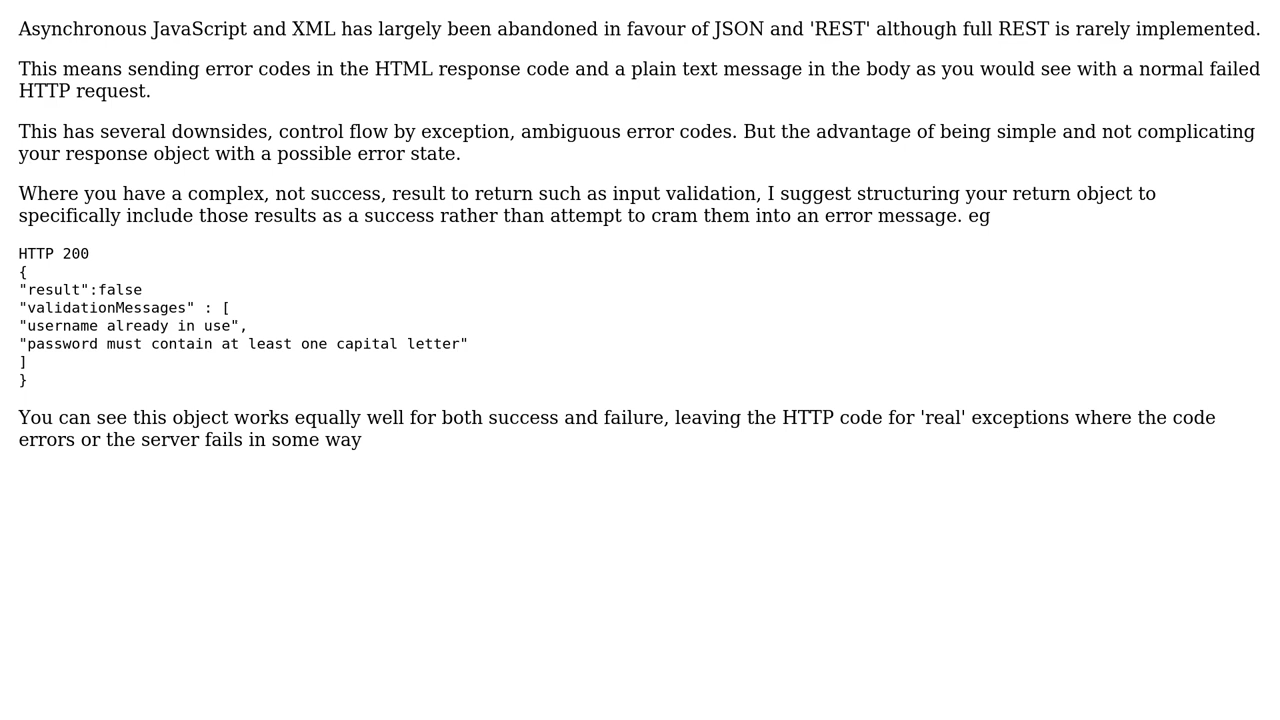 Asynchronous JavaScript and XML has largely been abandoned in favour of JSON and 'REST' although full REST is rarely implemented.
This means sending error codes in the HTML response code and a plain text message in the body as you would see with a normal failed
HTTP request.
This has several downsides, control flow by exception, ambiguous error codes. But the advantage of being simple and not complicating
your response object with a possible error state.
Where you have a complex, not success, result to return such as input validation, I suggest structuring your return object to
specifically include those results as a success rather than attempt to cram them into an error message. eg
HTTP 200
{
"result":false
"validationMessages" : [
"username already in use",
"password must contain at least one capital letter"
]
}
You can see this object works equally well for both success and failure, leaving the HTTP code for 'real' exceptions where the code
errors or the server fails in some way